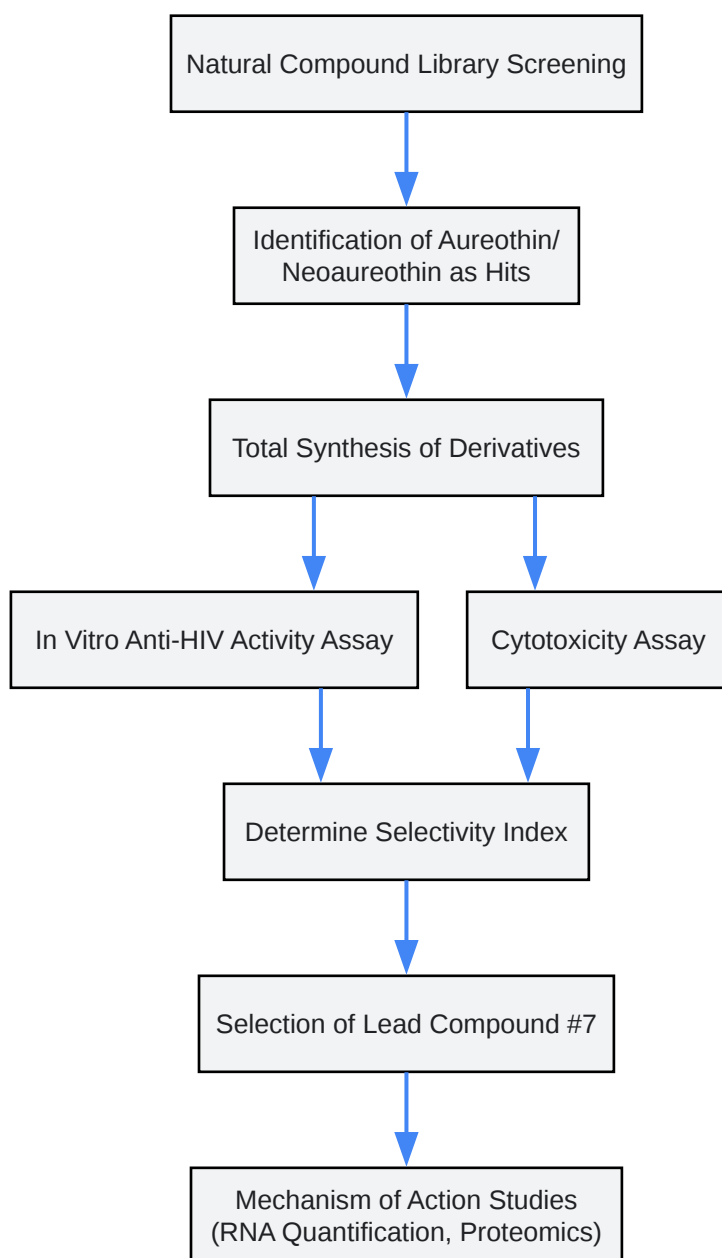 Natural Compound Library Screening
Identification of Aureothin/
Neoaureothin as Hits
Total Synthesis of Derivatives
In Vitro Anti-HIV Activity Assay
Cytotoxicity Assay
Determine Selectivity Index
Selection of Lead Compound #7
Mechanism of Action Studies
(RNA Quantification, Proteomics)